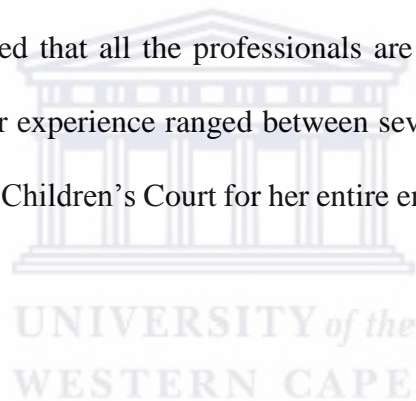 ed that all the professionals are
r experience ranged between sev
Children’s Court for her entire
UNIVERSITY of the
WESTERN CAPE